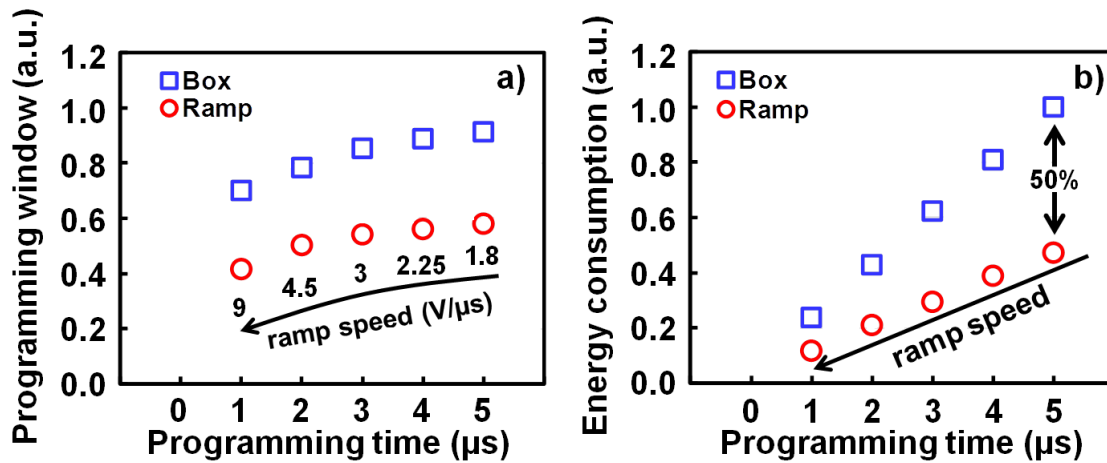 Programming window (a.u.)
1.2
1.0
0.8
0.6
0.4
0.2
0.0
Box
Ramp
a)
9
4.5
3
2.25
1.8
ramp speed (V/µs)
0 1 2 3 4 5
Programming time (µs)
Energy consumption (a.u.)
1.2
1.0
0.8
0.6
0.4
0.2
0.0
Box
Ramp
b)
50%
ramp speed
0 1 2 3 4 5
Programming time (µs)